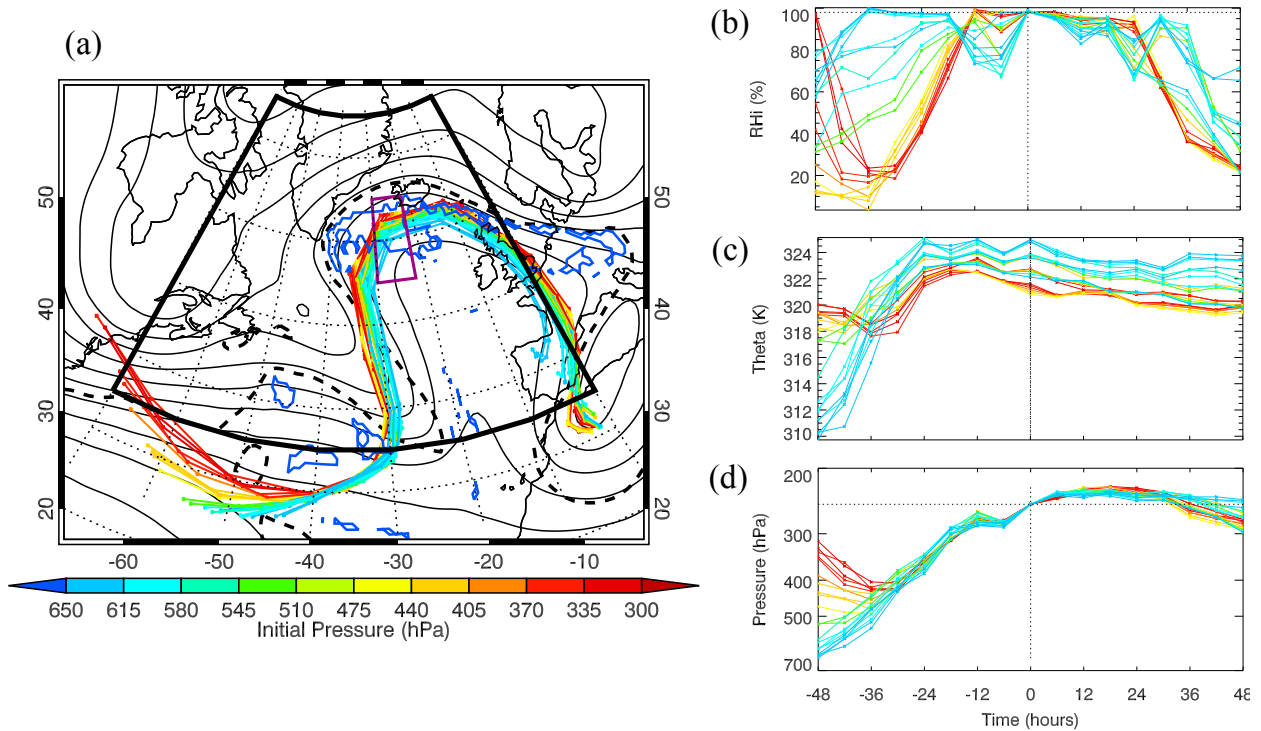 (a)
50
40
30
20
50
40
30
20
-60 -50 -40 -30 -20 -10
650 615 580 545 510 475 440 405 370 335 300
Initial Pressure (hPa)
(b)
RHi (%)
100
80
60
40
20
(c)
Theta (K)
324
322
320
318
316
314
312
310
(d)
Pressure (hPa)
200
300
400
500
700
-48 -36 -24 -12 0 12 24 36 48
Time (hours)